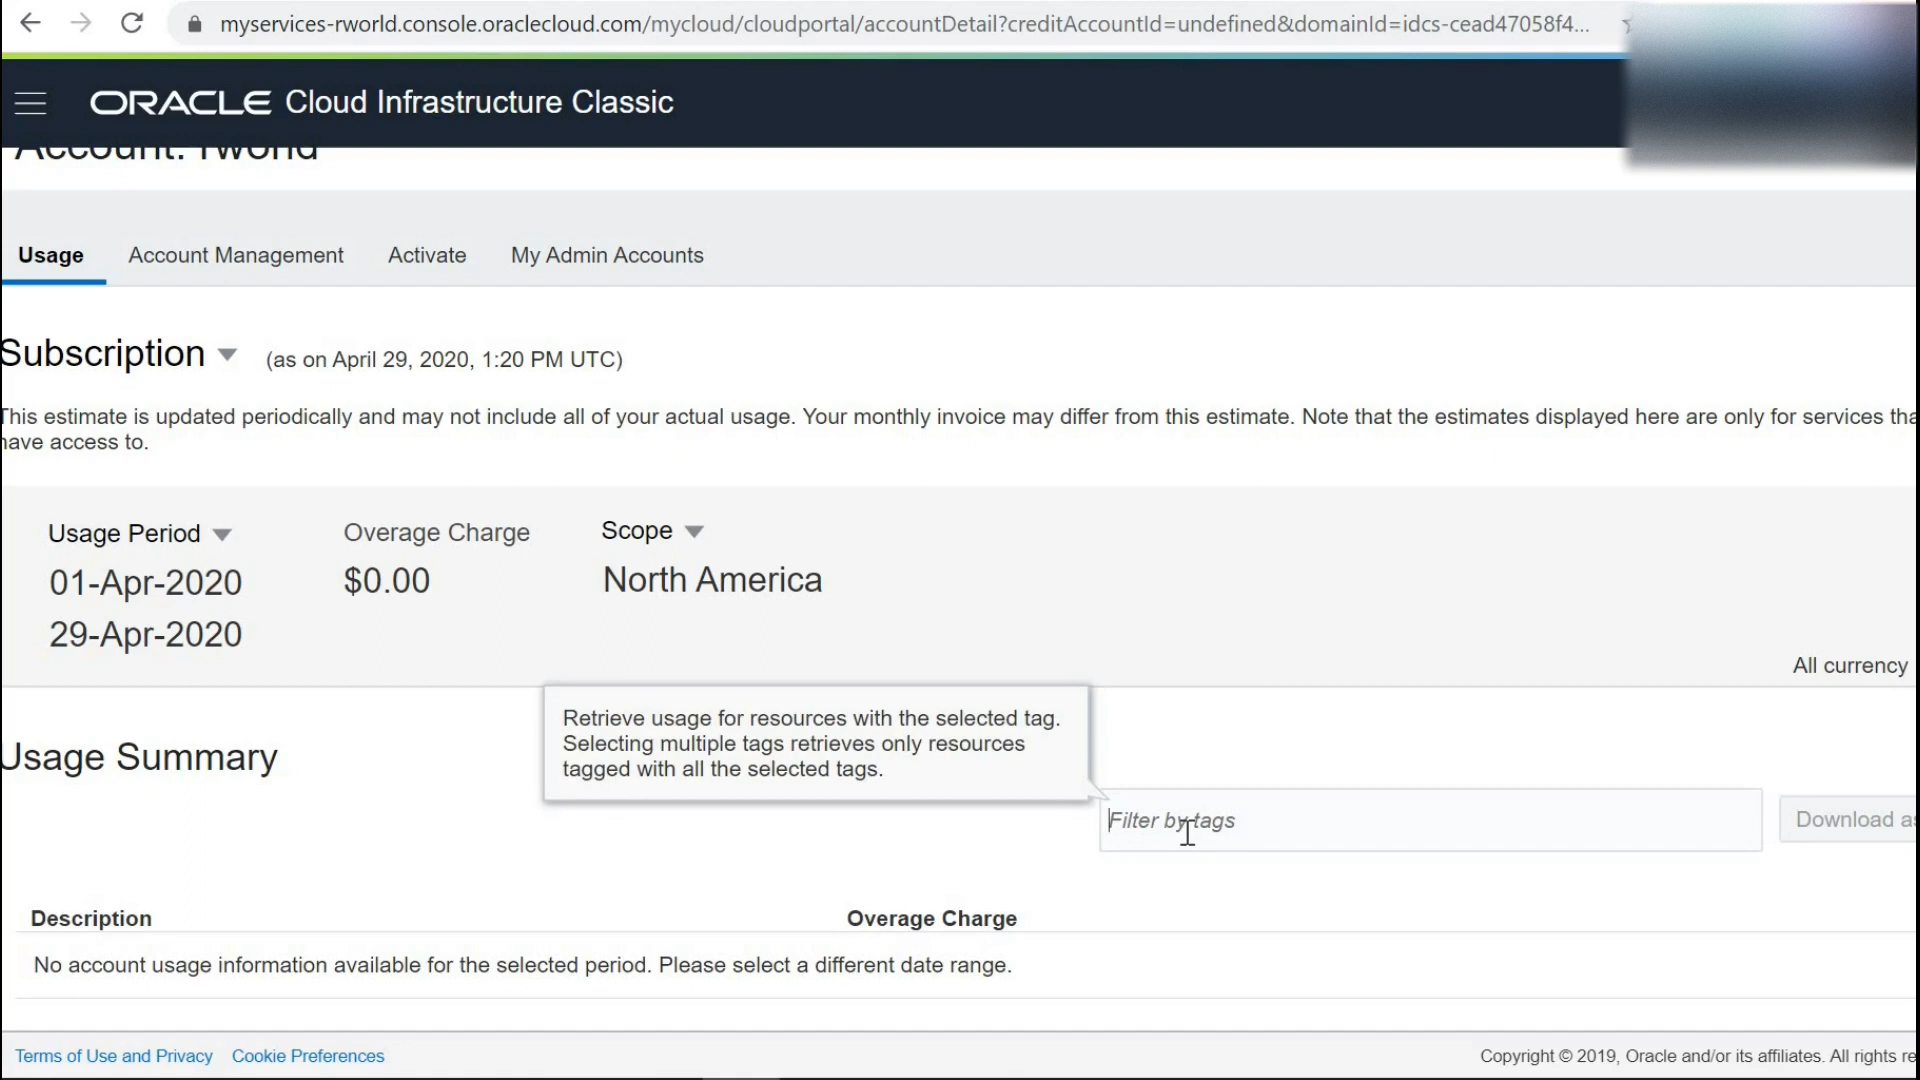 myservices-rworld.console.oraclecloud.com/mycloud/cloudportal/accountDetail?creditAccountId=undefined&domainId=idcs-cead47058f4...
ORACLE Cloud Infrastructure Classic
Account: rworld
Usage Account Management Activate My Admin Accounts
Subscription (as on April 29, 2020, 1:20 PM UTC)
This estimate is updated periodically and may not include all of your actual usage. Your monthly invoice may differ from this estimate. Note that the estimates displayed here are only for services tha
have access to.
Usage Period Overage Charge Scope
01-Apr-2020 $0.00 North America
29-Apr-2020
All currency
Retrieve usage for resources with the selected tag.
Selecting multiple tags retrieves only resources
tagged with all the selected tags.
Usage Summary
Filter by tags Download as
Description Overage Charge
No account usage information available for the selected period. Please select a different date range.
Terms of Use and Privacy Cookie Preferences Copyright © 2019, Oracle and/or its affiliates. All rights re